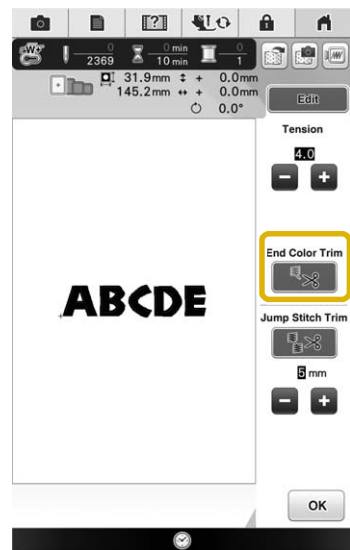 W+
0 0 min 0
2369 10 min 1
31.9mm + 0.0mm
145.2mm + 0.0mm
0.0°
Edit
Tension
4.0
- +
End Color Trim
ABCDE
Jump Stitch Trim
5 mm
- +
OK